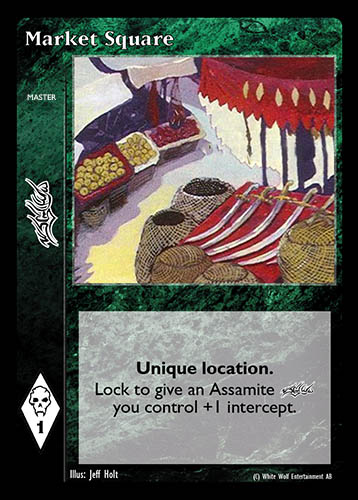 Market Square
MASTER
Unique location.
Lock to give an Assamite
you control +1 intercept.
1
Illus: Jeff Holt
(C) White Wolf Entertainment AB